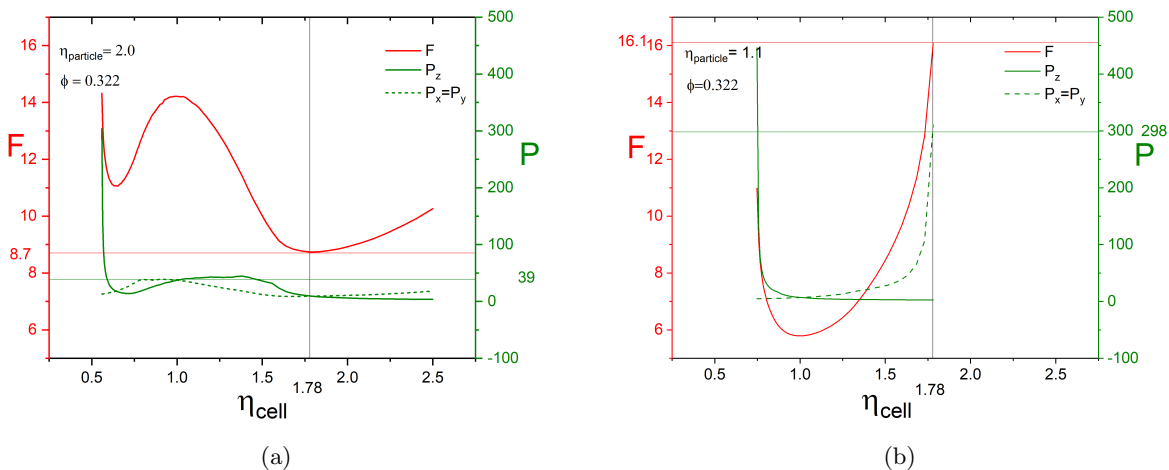 16
14
12
F
10
8.7
8
6
η_particle= 2.0
ϕ = 0.322
F
P_z
P_x=P_y
500
400
300
200
P
100
39
0
-100
0.5 1.0 1.5 2.0 2.5
1.78
η_cell
(a)
16.1
16
14
12
F
10
8
6
η_particle= 1.1
ϕ=0.322
F
P_z
P_x=P_y
500
400
300
298
200
P
100
0
-100
0.5 1.0 1.5 2.0 2.5
1.78
η_cell
(b)